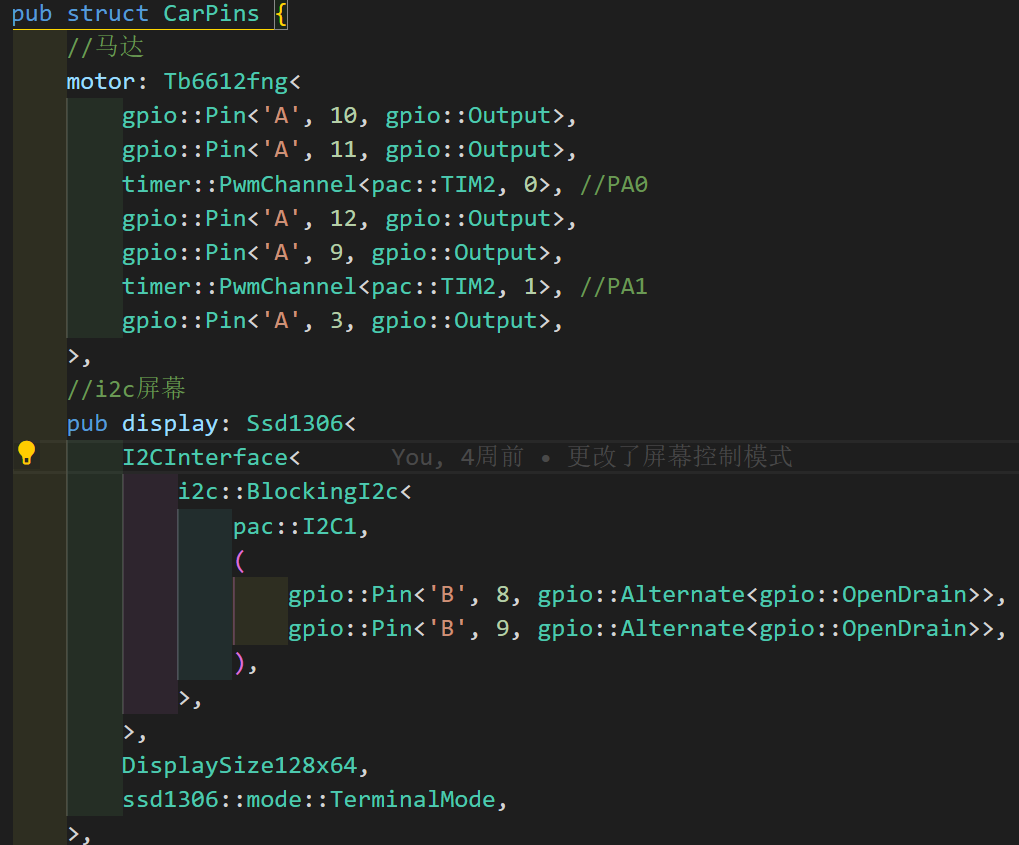 pub struct CarPins {
//马达
motor: Tb6612fng<
gpio::Pin<'A', 10, gpio::Output>,
gpio::Pin<'A', 11, gpio::Output>,
timer::PwmChannel<pac::TIM2, 0>, //PA0
gpio::Pin<'A', 12, gpio::Output>,
gpio::Pin<'A', 9, gpio::Output>,
timer::PwmChannel<pac::TIM2, 1>, //PA1
gpio::Pin<'A', 3, gpio::Output>,
>,
//i2c屏幕
pub display: Ssd1306<
I2CInterface< You, 4周前 • 更改了屏幕控制模式
i2c::BlockingI2c<
pac::I2C1,
(
gpio::Pin<'B', 8, gpio::Alternate<gpio::OpenDrain>>,
gpio::Pin<'B', 9, gpio::Alternate<gpio::OpenDrain>>,
),
>,
>,
DisplaySize128x64,
ssd1306::mode::TerminalMode,
>,